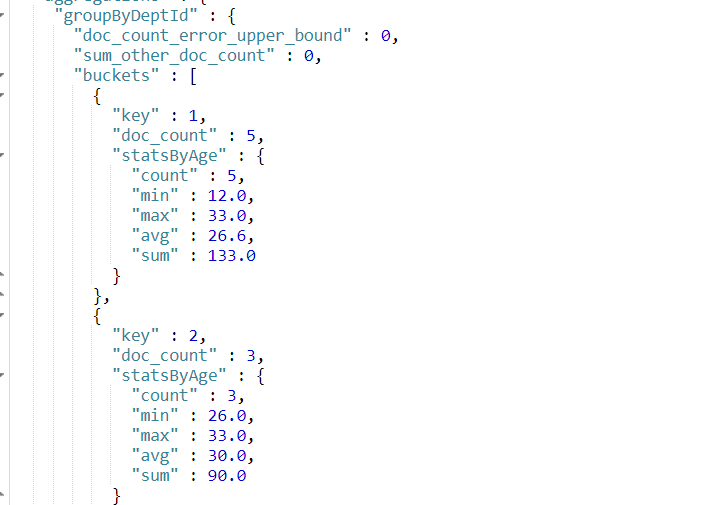 "groupByDeptId" : {
"doc_count_error_upper_bound" : 0,
"sum_other_doc_count" : 0,
"buckets" : [
{
"key" : 1,
"doc_count" : 5,
"statsByAge" : {
"count" : 5,
"min" : 12.0,
"max" : 33.0,
"avg" : 26.6,
"sum" : 133.0
}
},
{
"key" : 2,
"doc_count" : 3,
"statsByAge" : {
"count" : 3,
"min" : 26.0,
"max" : 33.0,
"avg" : 30.0,
"sum" : 90.0
}